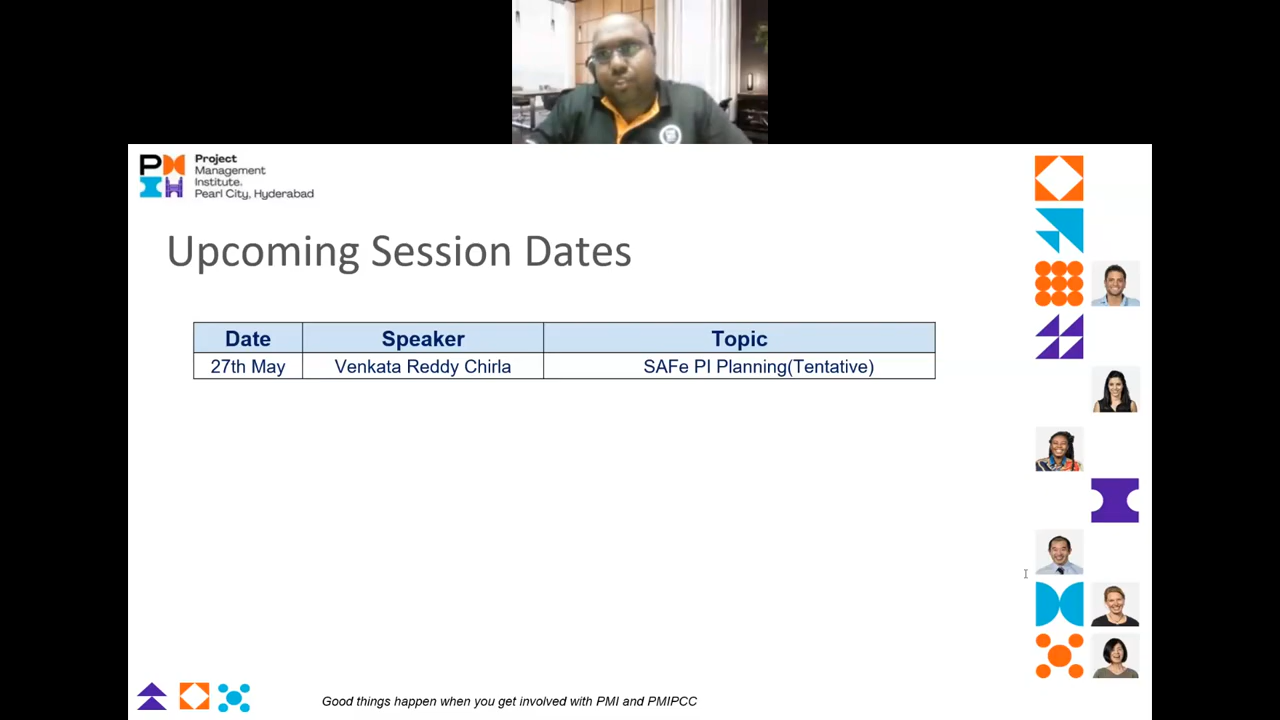 Project
Management
Institute.
Pearl City, Hyderabad
Upcoming Session Dates
Date Speaker Topic
27th May Venkata Reddy Chirla SAFe PI Planning(Tentative)
Good things happen when you get involved with PMI and PMIPCC